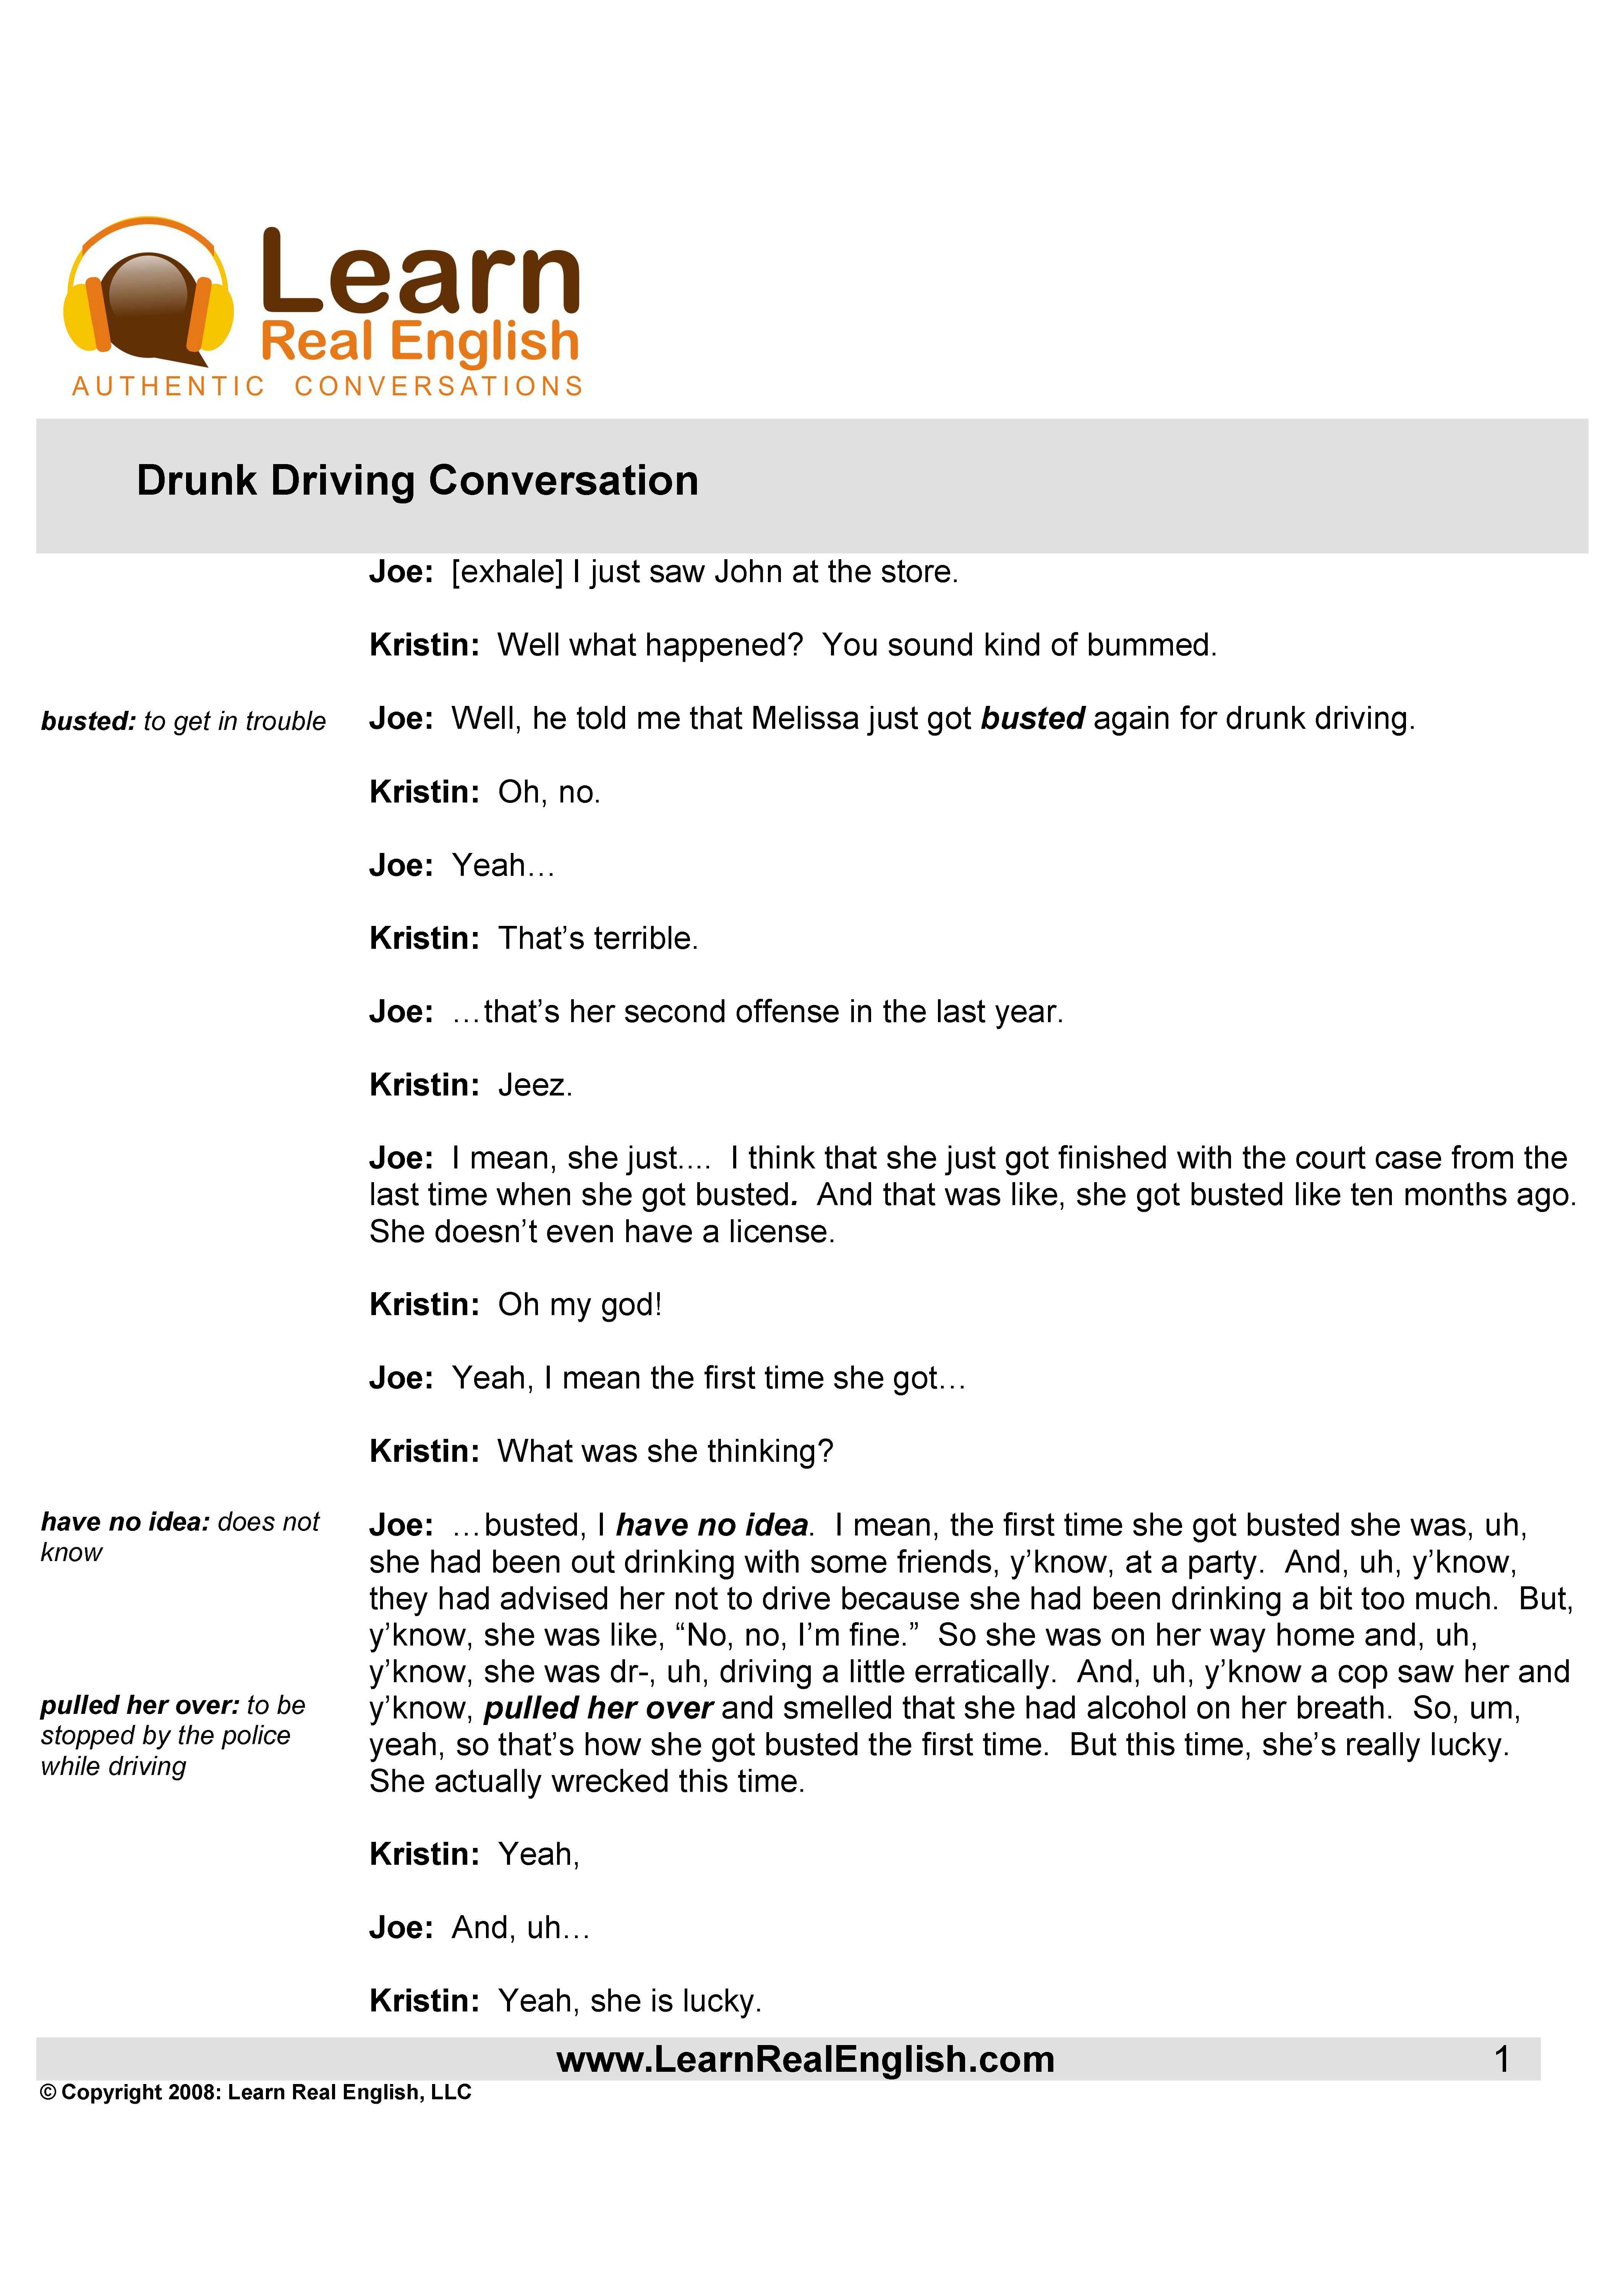 Learn
Real English
AUTHENTIC CONVERSATIONS
Drunk Driving Conversation
Joe: [exhale] I just saw John at the store.
Kristin: Well what happened? You sound kind of bummed.
busted: to get in trouble
Joe: Well, he told me that Melissa just got busted again for drunk driving.
Kristin: Oh, no.
Joe: Yeah…
Kristin: That’s terrible.
Joe: …that’s her second offense in the last year.
Kristin: Jeez.
Joe: I mean, she just.... I think that she just got finished with the court case from the
last time when she got busted. And that was like, she got busted like ten months ago.
She doesn’t even have a license.
Kristin: Oh my god!
Joe: Yeah, I mean the first time she got…
Kristin: What was she thinking?
have no idea: does not
know
Joe: …busted, I have no idea. I mean, the first time she got busted she was, uh,
she had been out drinking with some friends, y’know, at a party. And, uh, y’know,
they had advised her not to drive because she had been drinking a bit too much. But,
y’know, she was like, “No, no, I’m fine.” So she was on her way home and, uh,
y’know, she was dr-, uh, driving a little erratically. And, uh, y’know a cop saw her and
pulled her over: to be
stopped by the police
while driving
y’know, pulled her over and smelled that she had alcohol on her breath. So, um,
yeah, so that’s how she got busted the first time. But this time, she’s really lucky.
She actually wrecked this time.
Kristin: Yeah,
Joe: And, uh…
Kristin: Yeah, she is lucky.
www.LearnRealEnglish.com 1
© Copyright 2008: Learn Real English, LLC